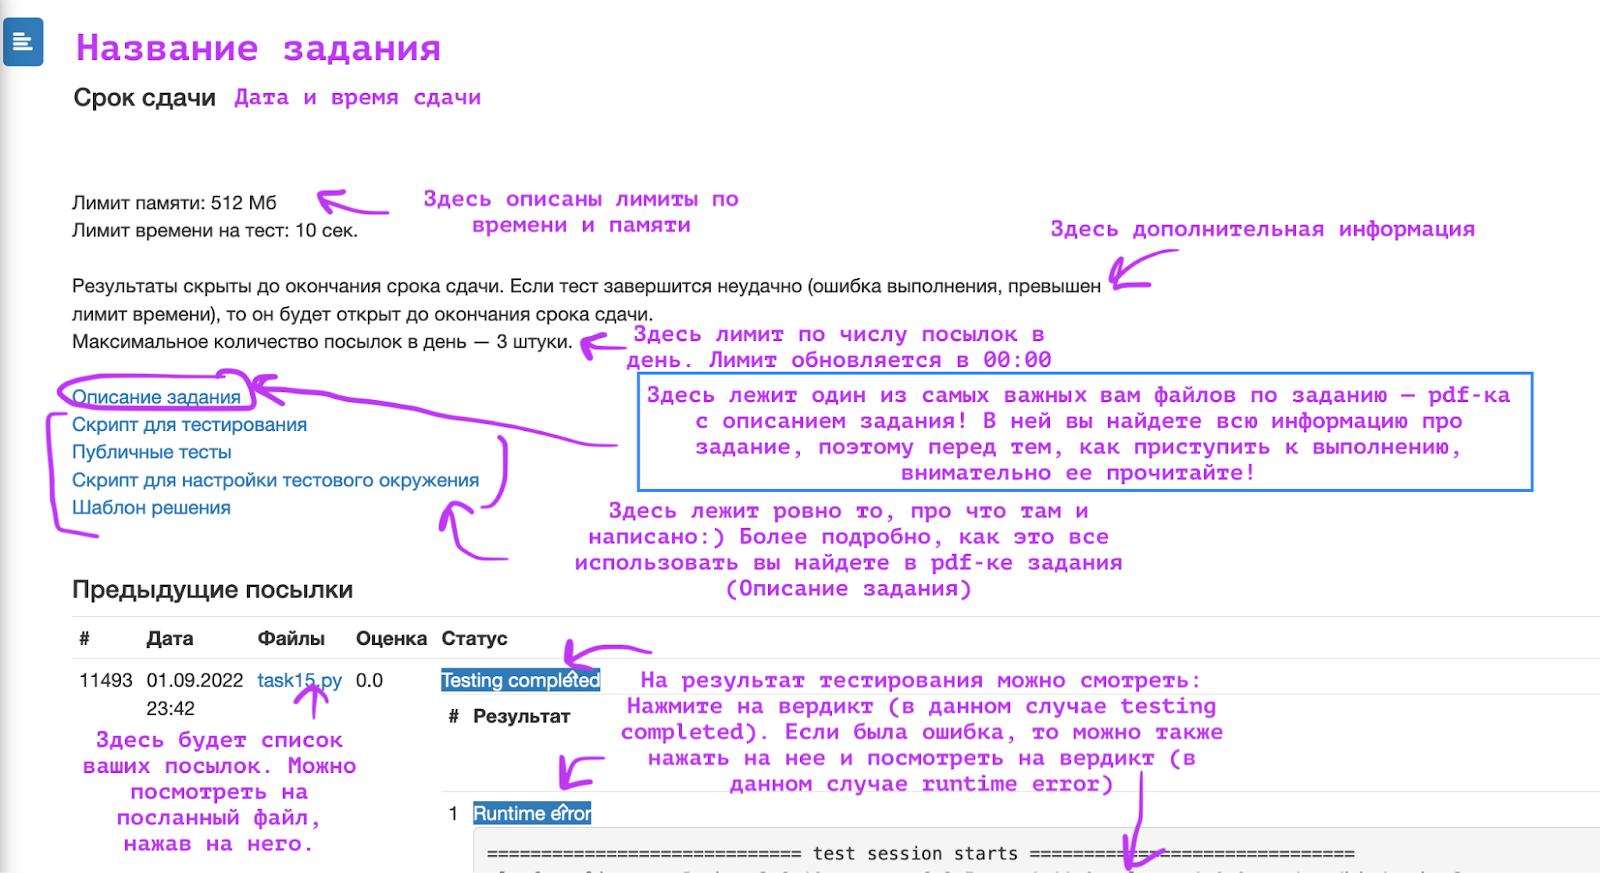 Название задания
Срок сдачи Дата и время сдачи
Лимит памяти: 512 Мб
Лимит времени на тест: 10 сек.
Здесь описаны лимиты по
времени и памяти
Здесь дополнительная информация
Результаты скрыты до окончания срока сдачи. Если тест завершится неудачно (ошибка выполнения, превышен
лимит времени), то он будет открыт до окончания срока сдачи.
Максимальное количество посылок в день — 3 штуки.
Здесь лимит по числу посылок в
день. Лимит обновляется в 00:00
Описание задания
Скрипт для тестирования
Публичные тесты
Скрипт для настройки тестового окружения
Шаблон решения
Здесь лежит один из самых важных вам файлов по заданию — pdf-ка
с описанием задания! В ней вы найдете всю информацию про
задание, поэтому перед тем, как приступить к выполнению,
внимательно ее прочитайте!
Здесь лежит ровно то, про что там и
написано:) Более подробно, как это все
использовать вы найдете в pdf-ке задания
(Описание задания)
Предыдущие посылки
# Дата Файлы Оценка Статус
11493 01.09.2022 task15.py 0.0 Testing completed
23:42
# Результат
На результат тестирования можно смотреть:
Нажмите на вердикт (в данном случае testing
completed). Если была ошибка, то можно также
нажать на нее и посмотреть на вердикт (в
данном случае runtime error)
Здесь будет список
ваших посылок. Можно
посмотреть на
посланный файл,
нажав на него.
1 Runtime error
============================= test session starts ==============================